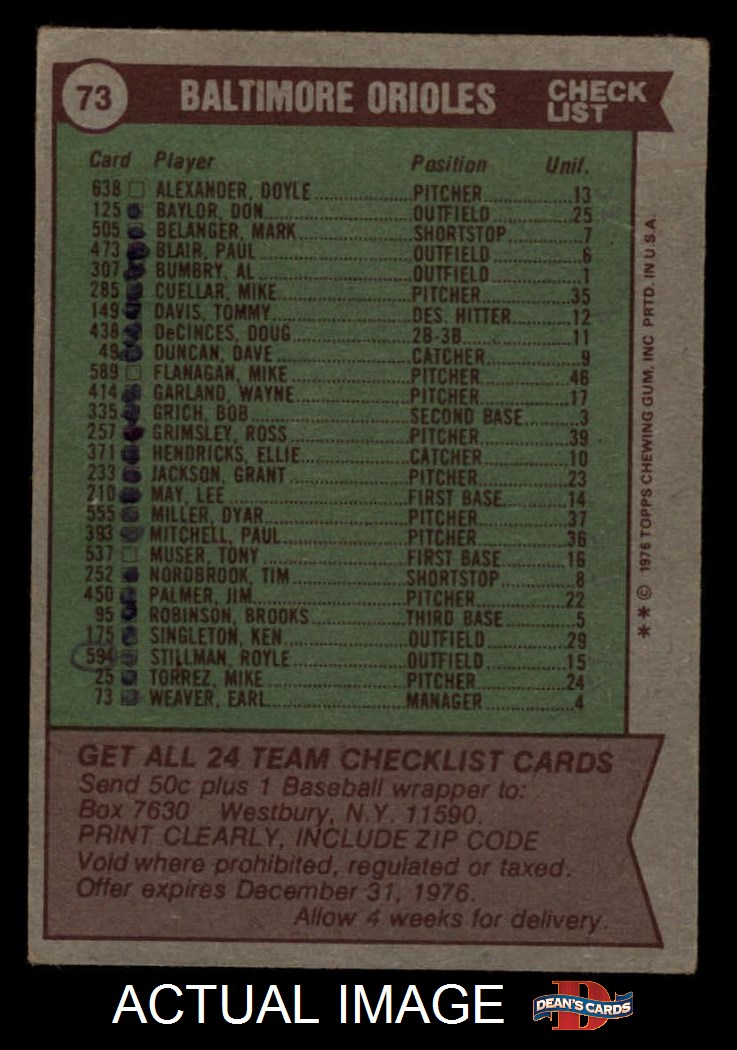 73 BALTIMORE ORIOLES CHECK LIST
Card Player Position Unif.
638 ALEXANDER, DOYLE PITCHER 13
125 BAYLOR, DON OUTFIELD 25
505 BELANGER, MARK SHORTSTOP 7
473 BLAIR, PAUL OUTFIELD 6
307 BUMBRY, AL OUTFIELD 1
285 CUELLAR, MIKE PITCHER 35
149 DAVIS, TOMMY DES. HITTER 12
438 DeCINCES, DOUG 2B-3B 11
49 DUNCAN, DAVE CATCHER 9
589 FLANAGAN, MIKE PITCHER 46
414 GARLAND, WAYNE PITCHER 17
335 GRICH, BOB SECOND BASE 3
257 GRIMSLEY, ROSS PITCHER 39
371 HENDRICKS, ELLIE CATCHER 10
233 JACKSON, GRANT PITCHER 23
210 MAY, LEE FIRST BASE 14
555 MILLER, DYAR PITCHER 37
393 MITCHELL, PAUL PITCHER 36
537 MUSER, TONY FIRST BASE 16
252 NORDBROOK, TIM SHORTSTOP 8
450 PALMER, JIM PITCHER 22
95 ROBINSON, BROOKS THIRD BASE 5
175 SINGLETON, KEN OUTFIELD 29
594 STILLMAN, ROYLE OUTFIELD 15
25 TORREZ, MIKE PITCHER 24
73 WEAVER, EARL MANAGER 4
GET ALL 24 TEAM CHECKLIST CARDS
Send 50c plus 1 Baseball wrapper to:
Box 7630 Westbury, N.Y. 11590.
PRINT CLEARLY, INCLUDE ZIP CODE
Void where prohibited, regulated or taxed.
Offer expires December 31, 1976.
Allow 4 weeks for delivery.
** © 1976 TOPPS CHEWING GUM, INC PRTD. IN U.S.A.
ACTUAL IMAGE
D
DEAN'S CARDS